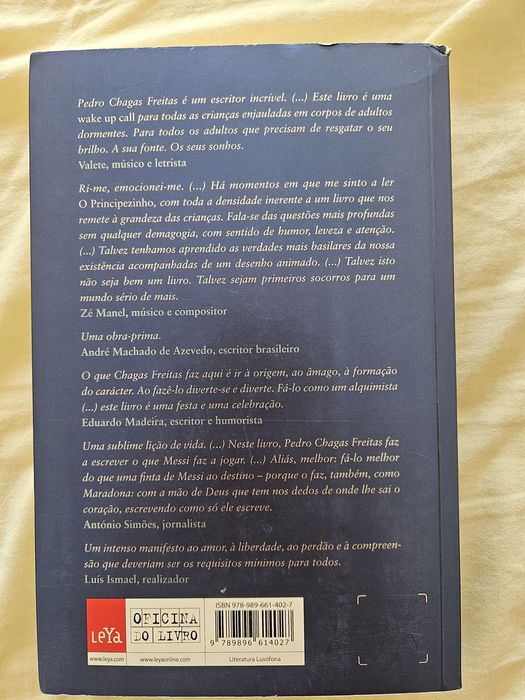 Pedro Chagas Freitas é um escritor incrível. (...) Este livro é uma
wake up call para todas as crianças enjauladas em corpos de adultos
dormentes. Para todos os adultos que precisam de resgatar o seu
brilho. A sua fonte. Os seus sonhos.
Valete, músico e letrista
Ri-me, emocionei-me. (...) Há momentos em que me sinto a ler
O Principezinho, com toda a densidade inerente a um livro que nos
remete à grandeza das crianças. Fala-se das questões mais profundas
sem qualquer demagogia, com sentido de humor, leveza e atenção.
(...) Talvez tenhamos aprendido as verdades mais basilares da nossa
existência acompanhadas de um desenho animado. (...) Talvez isto
não seja bem um livro. Talvez sejam primeiros socorros para um
mundo sério de mais.
Zé Manel, músico e compositor
Uma obra-prima.
André Machado de Azevedo, escritor brasileiro
O que Chagas Freitas faz aqui é ir à origem, ao âmago, à formação
do carácter. Ao fazê-lo diverte-se e diverte. Fá-lo como um alquimista
(...) este livro é uma festa e uma celebração.
Eduardo Madeira, escritor e humorista
Uma sublime lição de vida. (...) Neste livro, Pedro Chagas Freitas faz
a escrever o que Messi faz a jogar. (...) Aliás, melhor: fá-lo melhor
do que uma finta de Messi ao destino – porque o faz, também, como
Maradona: com a mão de Deus que tem nos dedos de onde lhe sai o
coração, escrevendo como só ele escreve.
António Simões, jornalista
Um intenso manifesto ao amor, à liberdade, ao perdão e à compreen-
são que deveriam ser os requisitos mínimos para todos.
Luís Ismael, realizador
LeYa
www.leya.com
OFICINA
DO LIVRO
www.leyaonline.com
ISBN 978-989-661-402-7
9 789896 614027
Literatura Lusófona